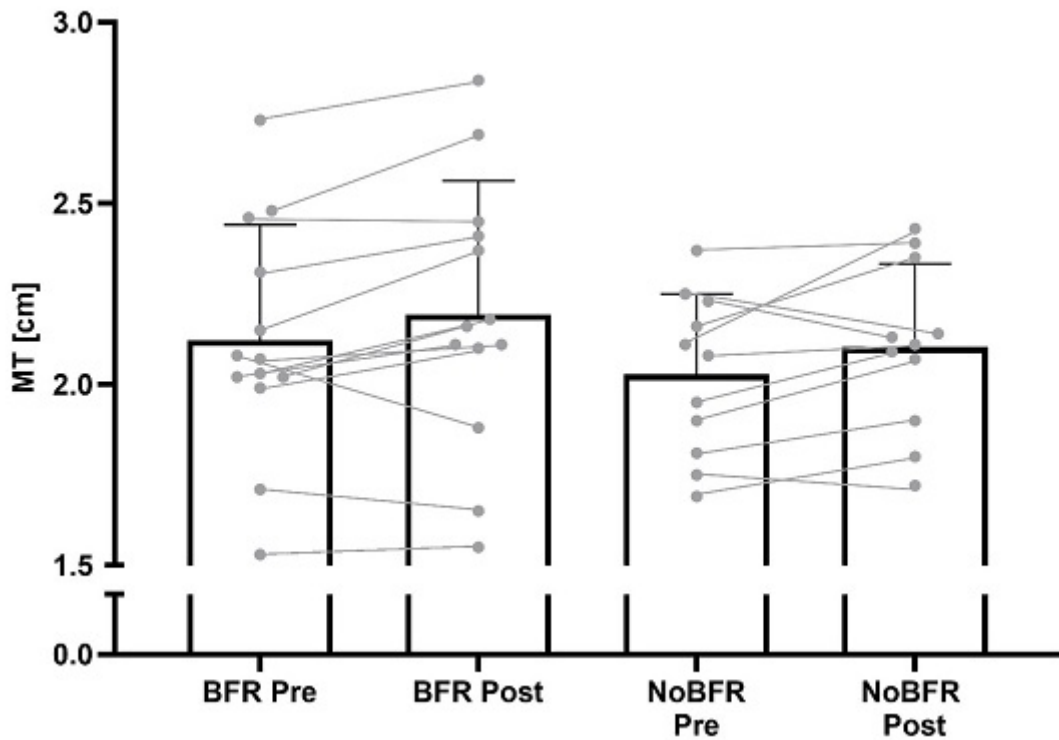 3.0
2.5
2.0
1.5
0.0
MT [cm]
BFR Pre
BFR Post
NoBFR
Pre
NoBFR
Post